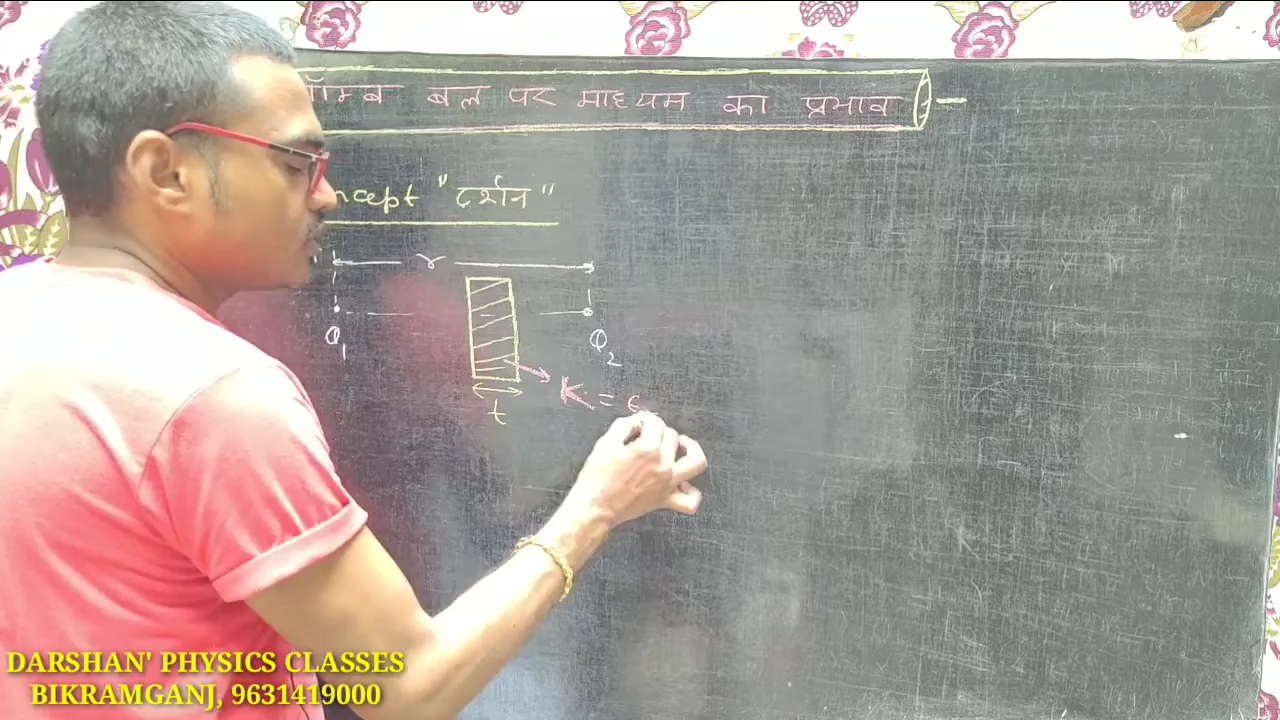 बल पर माध्यम का प्रभाव
"दर्शन"
r
Q1
Q2
K = ϵ
t
DARSHAN' PHYSICS CLASSES
BIKRAMGANJ, 9631419000